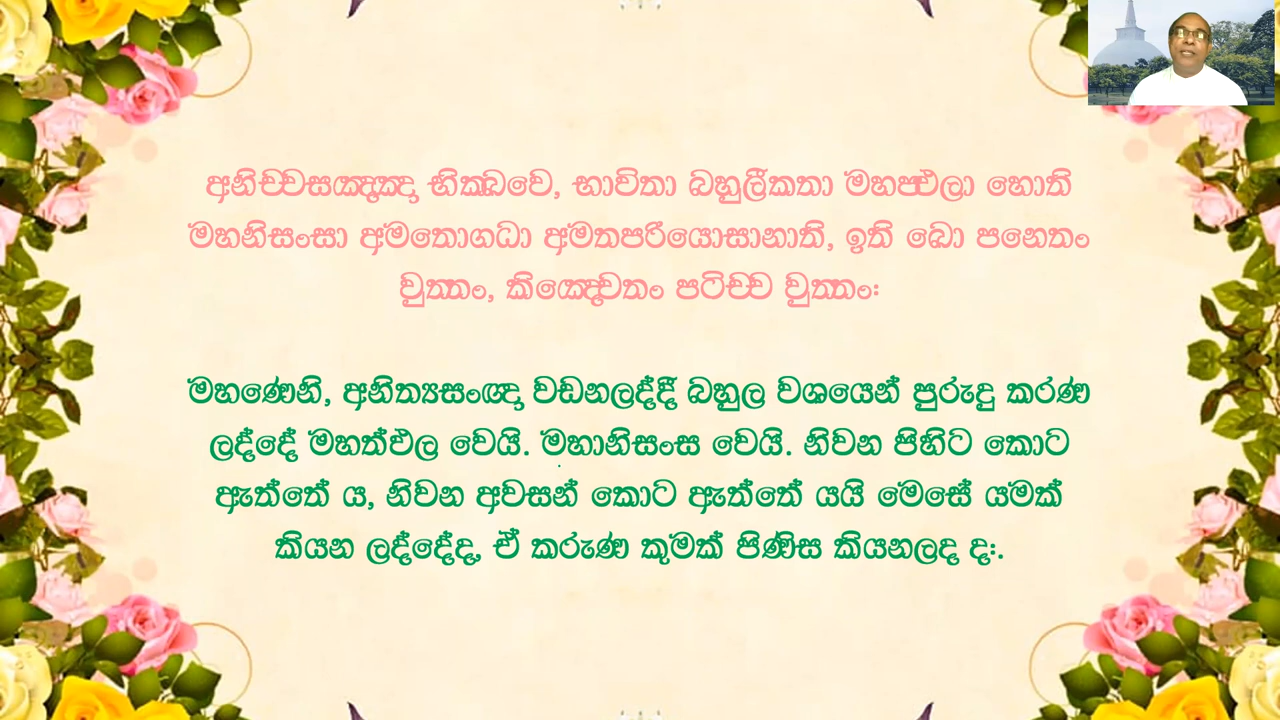 අනිච්චසඤ්ඤා භික්ඛවෙ, භාවිතා බහුලීකතා මහප්ඵලා හොති
මහනිසංසා අමතොගධා අමතපරියොසානාති, ඉති ඛො පනෙතං
වුත්තං, කිඤ්චෙතං පටිච්ච වුත්තං:
මහණෙනි, අනිත්‍යසංඥා වඩනලද්දී බහුල වශයෙන් පුරුදු කරණ
ලද්දේ මහත්ඵල වෙයි. මහානිසංස වෙයි. නිවන පිහිට කොට
ඇත්තේ ය, නිවන අවසන් කොට ඇත්තේ යයි මෙසේ යමක්
කියන ලද්දේද, ඒ කරුණ කුමක් පිණිස කියනලද ද:.